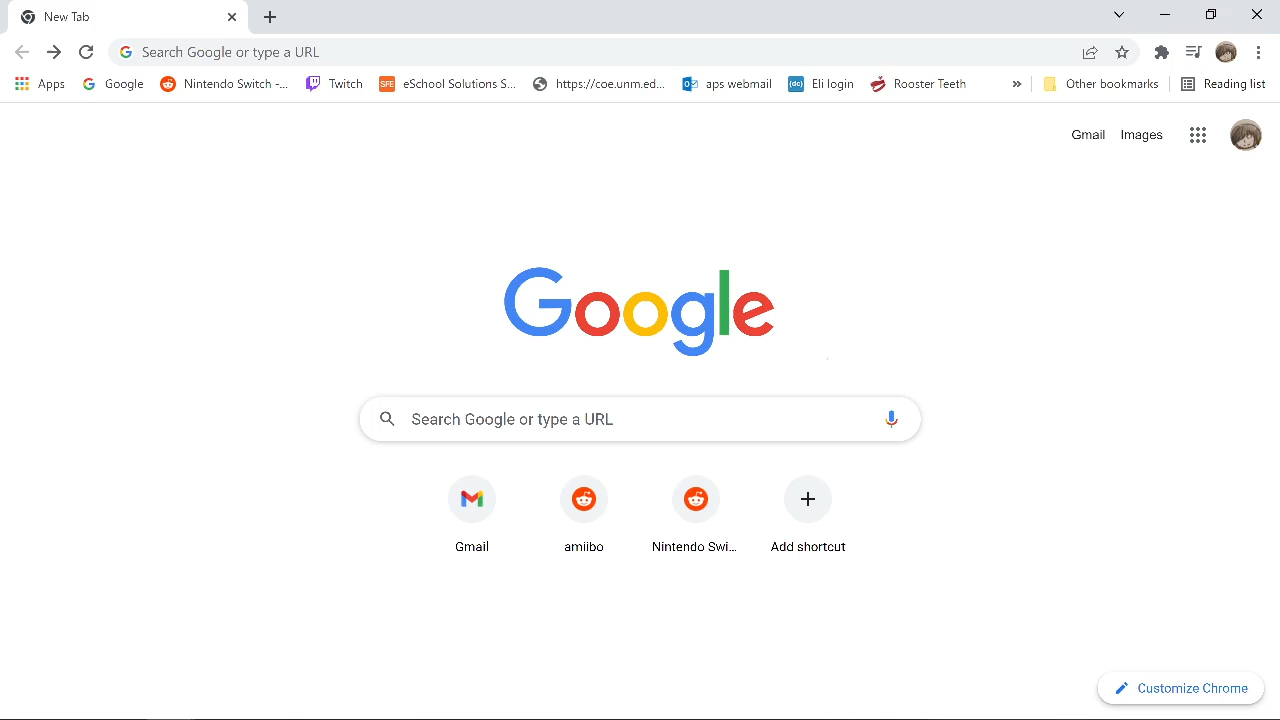 New Tab
Search Google or type a URL
Apps Google Nintendo Switch -... Twitch SFE eSchool Solutions S... https://coe.unm.ed... aps webmail {dc} Eli login Rooster Teeth » Other bookmarks Reading list
Gmail Images
Google
Search Google or type a URL
Gmail amiibo Nintendo Swi... Add shortcut
Customize Chrome